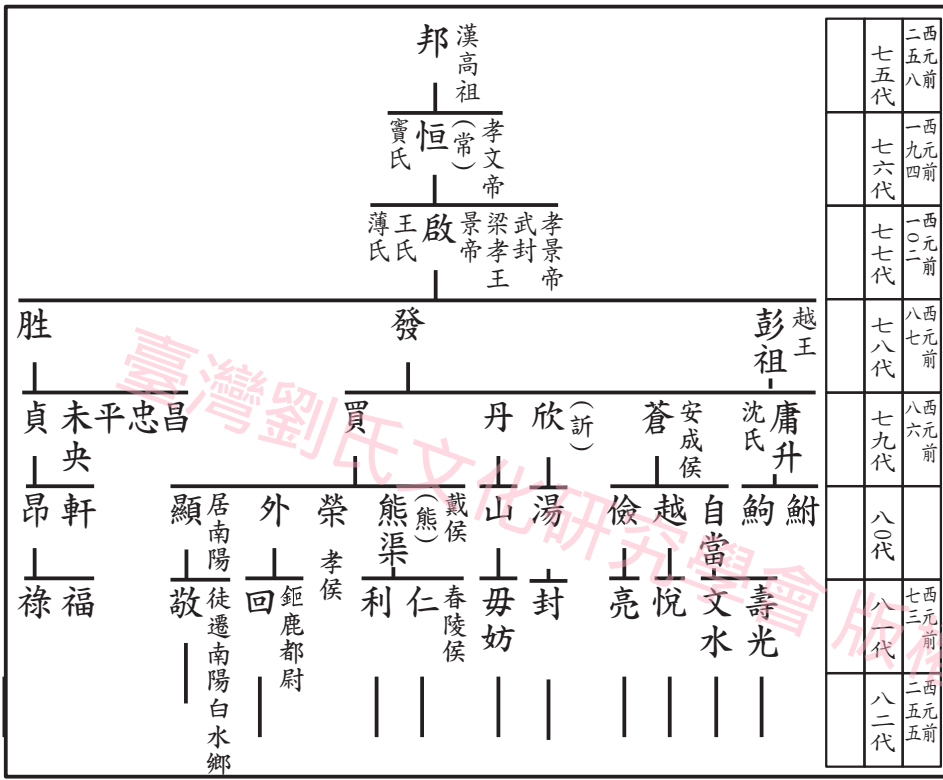 西元前
二五八
七五代
漢高祖
邦
西元前
一九四
七六代
孝文帝
(常)
恒
竇氏
西元前
一0二
七七代
孝景帝
武封
梁孝王
景帝
啟
王氏
薄氏
西元前
八七
七八代
越王
彭祖
發
胜
西元前
八六
七九代
庸升
沈氏
安成侯
蒼
(訢)
欣
丹
買
昌
忠
平
未央
貞
八0代
鮒
鮈
自當
越
儉
湯
山
戴侯
(熊)
熊渠
榮
孝侯
外
居南陽
顯
軒
昂
西元前
七三
八一代
壽光
文水
悅
亮
封
毋妨
春陵侯
仁
利
鉅鹿都尉
回
徒遷南陽白水鄉
敬
福
祿
西元前
二五五
八二代
臺灣劉氏文化研究學會 版